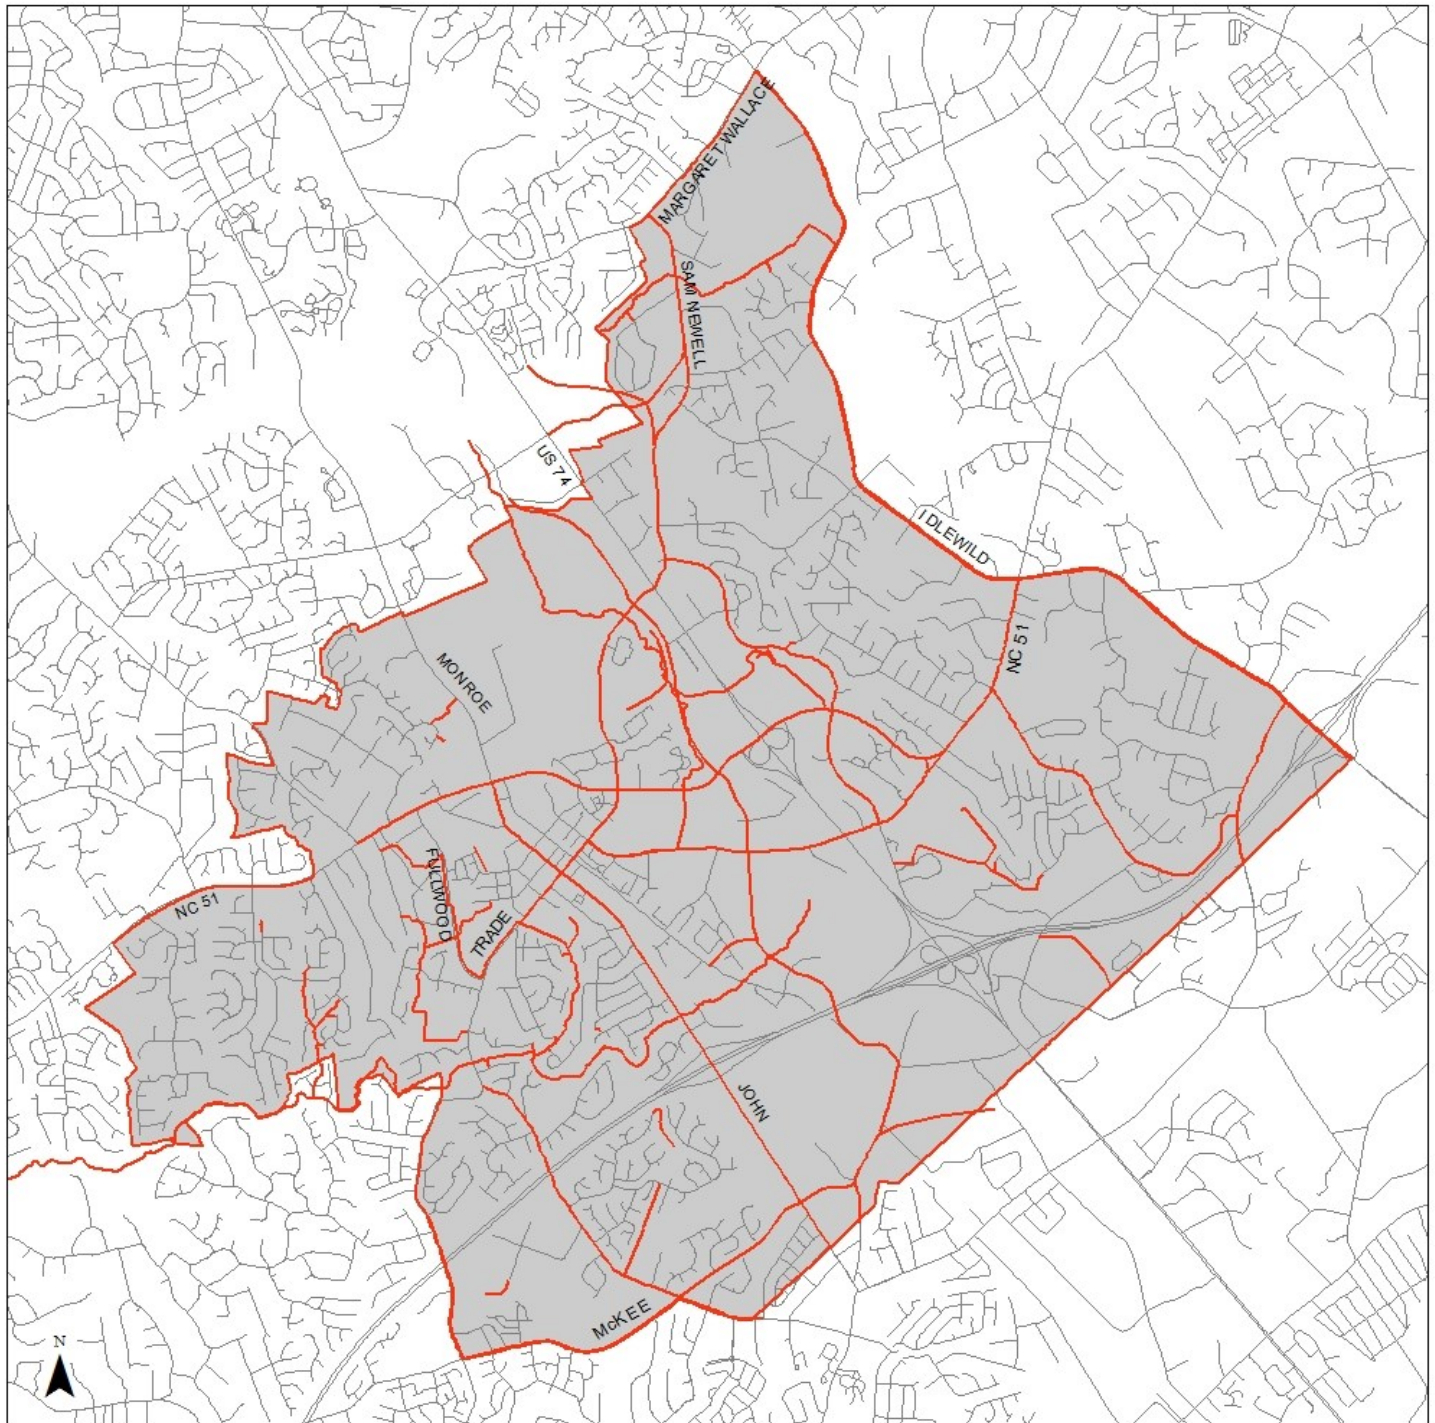 MARGARET WALLACE
SAM NEWELL
US 74
IDLEWILD
NC 51
MONROE
FULLWOOD
NC 51
TRADE
JOHN
McKEE
N